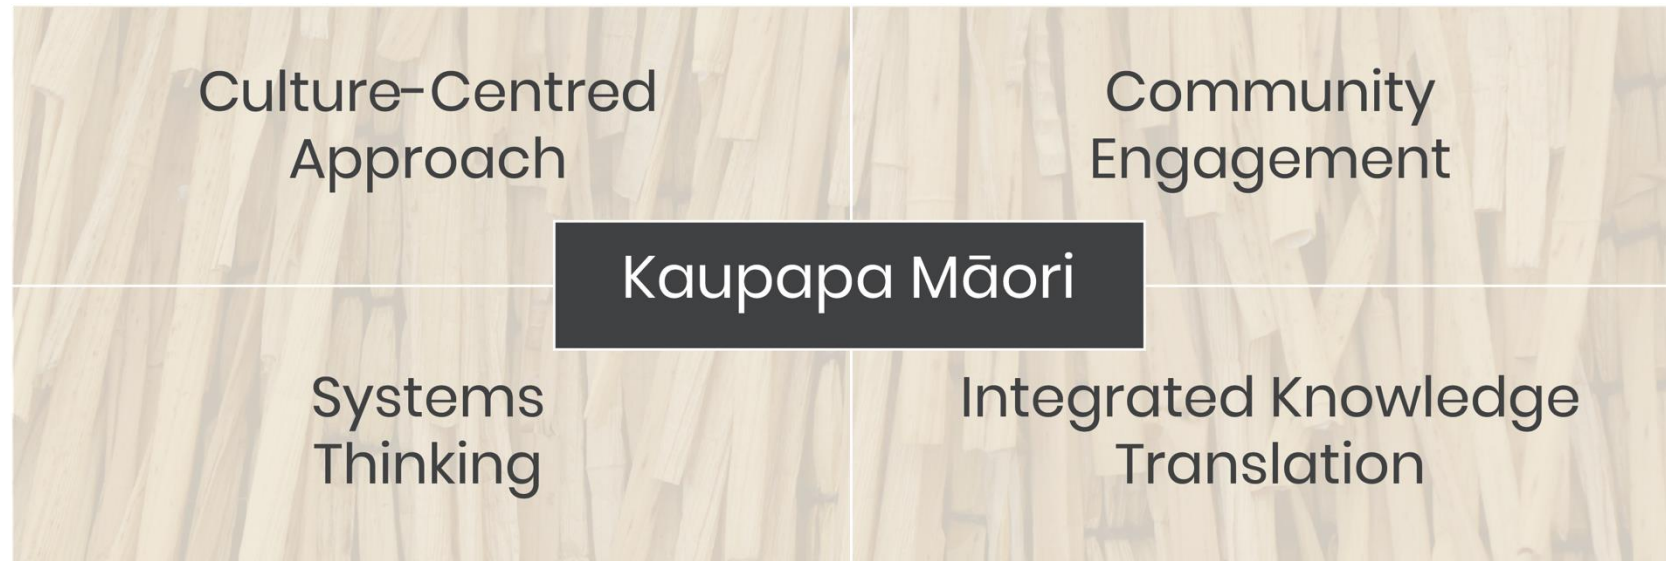 Culture-Centred
Approach
Community
Engagement
Kaupapa Māori
Systems
Thinking
Integrated Knowledge
Translation